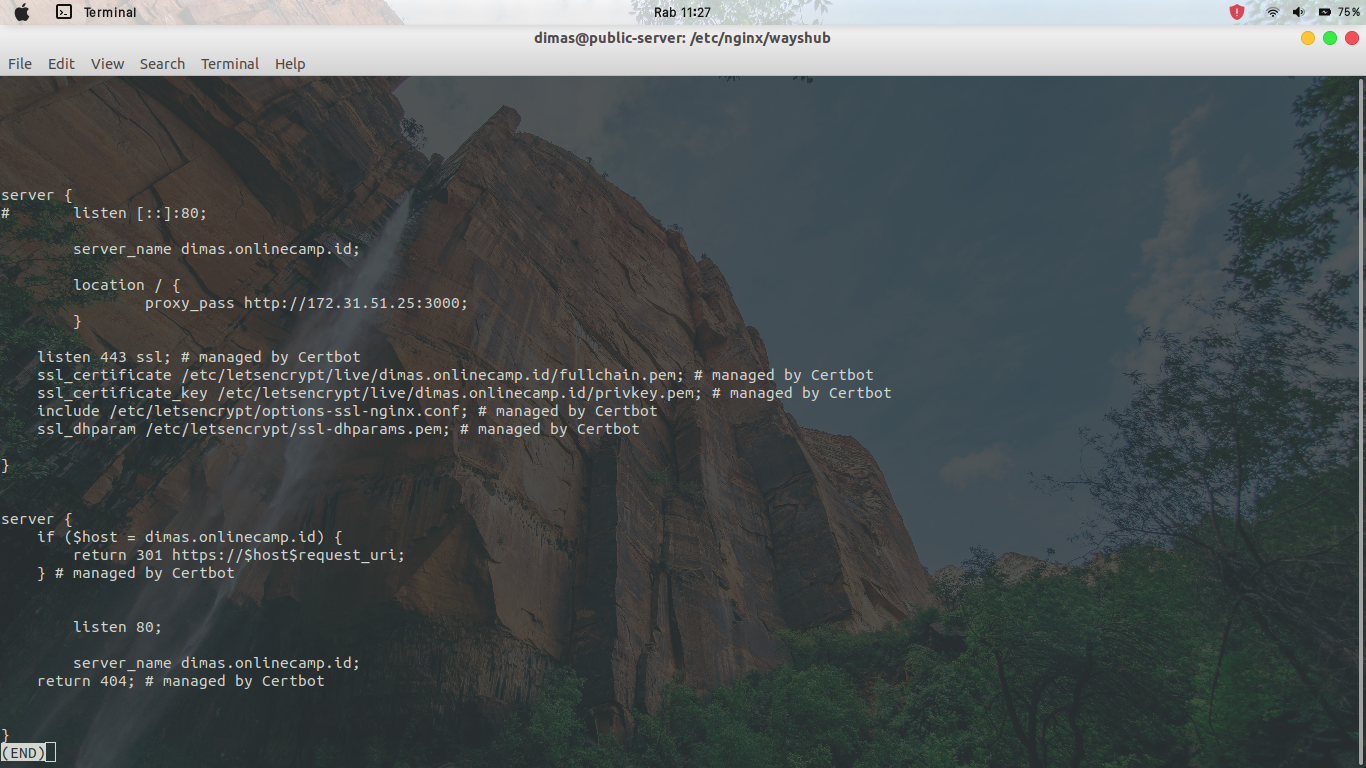 Terminal
Rab 11:27
75%
dimas@public-server: /etc/nginx/wayshub
File Edit View Search Terminal Help
server {
#       listen [::]:80;
        server_name dimas.onlinecamp.id;
        location / {
                proxy_pass http://172.31.51.25:3000;
        }
    listen 443 ssl; # managed by Certbot
    ssl_certificate /etc/letsencrypt/live/dimas.onlinecamp.id/fullchain.pem; # managed by Certbot
    ssl_certificate_key /etc/letsencrypt/live/dimas.onlinecamp.id/privkey.pem; # managed by Certbot
    include /etc/letsencrypt/options-ssl-nginx.conf; # managed by Certbot
    ssl_dhparam /etc/letsencrypt/ssl-dhparams.pem; # managed by Certbot
}
server {
    if ($host = dimas.onlinecamp.id) {
        return 301 https://$host$request_uri;
    } # managed by Certbot
        listen 80;
        server_name dimas.onlinecamp.id;
    return 404; # managed by Certbot
}
(END)